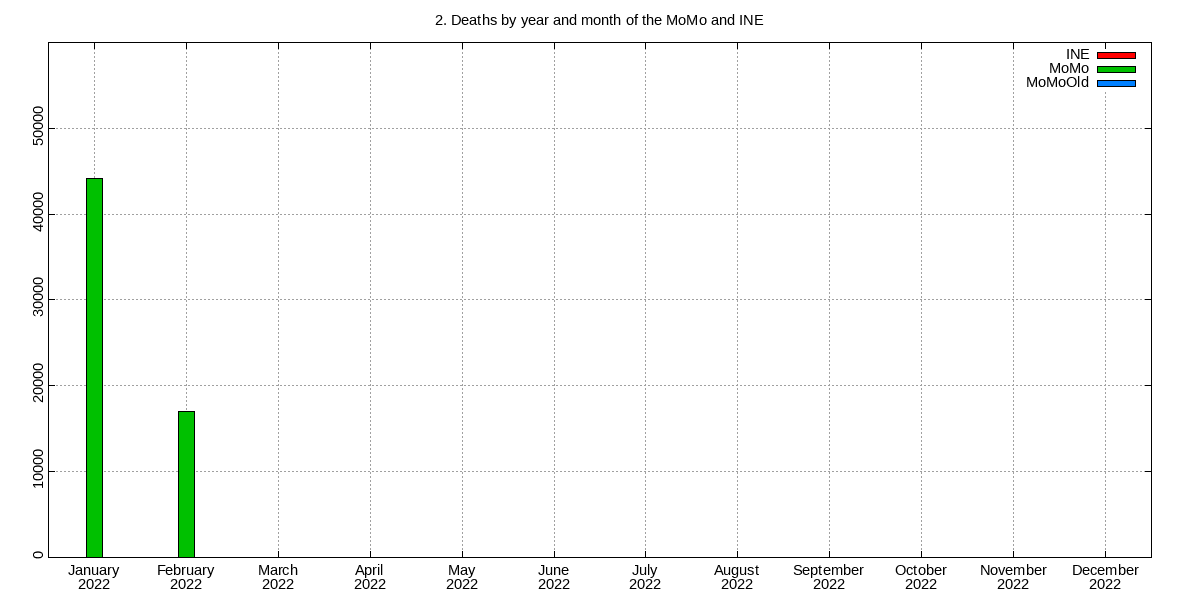 2. Deaths by year and month of the MoMo and INE
INE
MoMo
MoMoOld
50000
40000
30000
20000
10000
0
January February March April May June July August September October November December
2022 2022 2022 2022 2022 2022 2022 2022 2022 2022 2022 2022